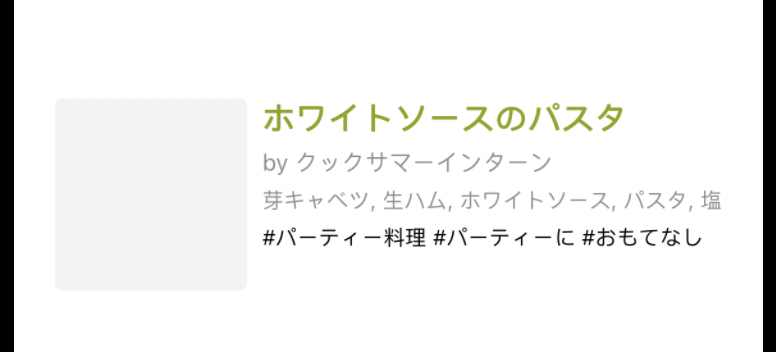 ホワイトソースのパスタ
by クックサマーインターン
芽キャベツ, 生ハム, ホワイトソース, パスタ, 塩
#パーティー料理 #パーティーに #おもてなし